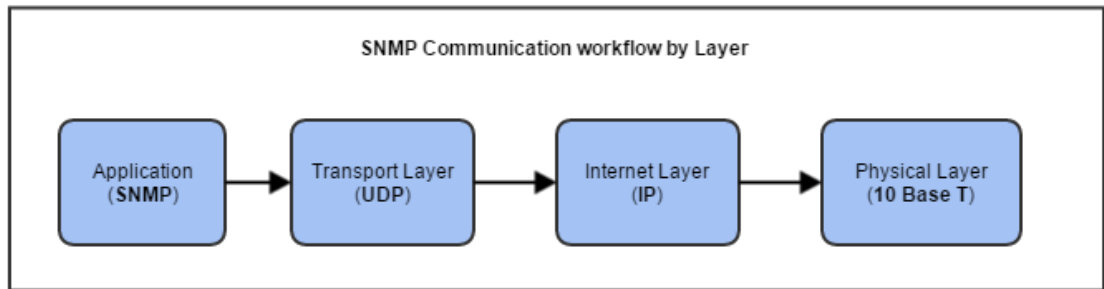 SNMP Communication workflow by Layer
Application
(SNMP)
Transport Layer
(UDP)
Internet Layer
(IP)
Physical Layer
(10 Base T)